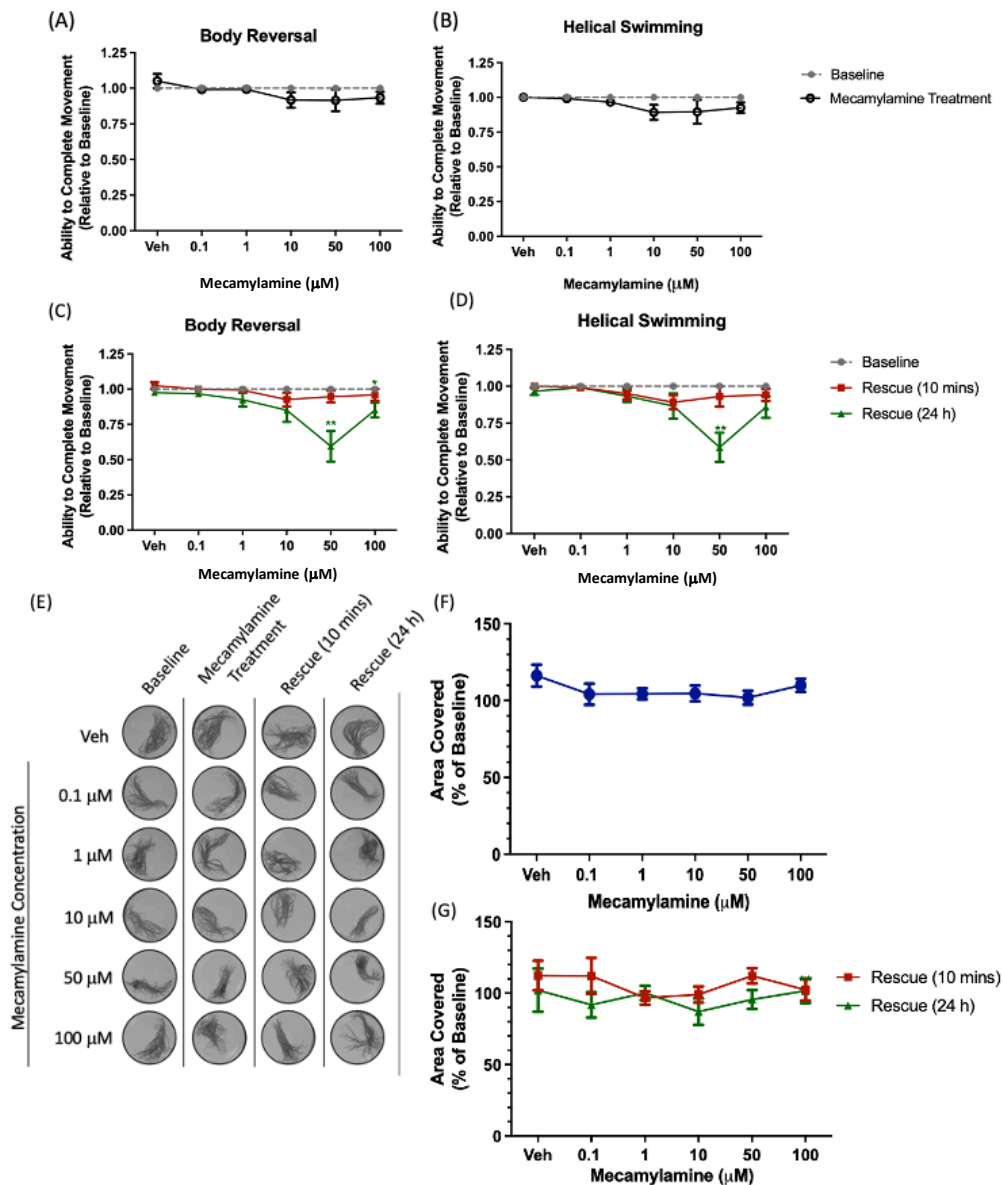 (A)
Body Reversal
Ability to Complete Movement
(Relative to Baseline)
1.25
1.00
0.75
0.50
0.25
0.00
Veh 0.1 1 10 50 100
Mecamylamine (μM)
(B)
Helical Swimming
Ability to Complete Movement
(Relative to Baseline)
1.25
1.00
0.75
0.50
0.25
0.00
Veh 0.1 1 10 50 100
Mecamylamine (μM)
Baseline
Mecamylamine Treatment
(C)
Body Reversal
Ability to Complete Movement
(Relative to Baseline)
1.25
1.00
0.75
0.50
0.25
0.00
*
**
Veh 0.1 1 10 50 100
Mecamylamine (μM)
(D)
Helical Swimming
Ability to Complete Movement
(Relative to Baseline)
1.25
1.00
0.75
0.50
0.25
0.00
**
Veh 0.1 1 10 50 100
Mecamylamine (μM)
Baseline
Rescue (10 mins)
Rescue (24 h)
(E)
Baseline
Mecamylamine
Treatment
Rescue (10 mins)
Rescue (24 h)
Mecamylamine Concentration
Veh
0.1 μM
1 μM
10 μM
50 μM
100 μM
(F)
Area Covered
(% of Baseline)
150
100
50
0
Veh 0.1 1 10 50 100
Mecamylamine (μM)
(G)
Area Covered
(% of Baseline)
150
100
50
0
Veh 0.1 1 10 50 100
Mecamylamine (μM)
Rescue (10 mins)
Rescue (24 h)